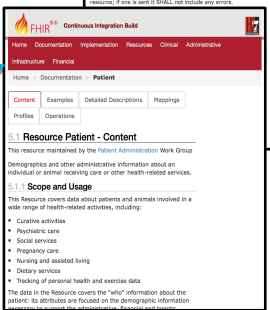 resource; if one is sent it SHALL not include any errors.
FHIR® Continuous Integration Build
Home Documentation Implementation Resources Clinical Administrative
Infrastructure Financial
Home > Documentation > Patient
Content Examples Detailed Descriptions Mappings
Profiles Operations
5.1 Resource Patient - Content
This resource maintained by the Patient Administration Work Group
Demographics and other administrative information about an
individual or animal receiving care or other health-related services.
5.1.1 Scope and Usage
This Resource covers data about patients and animals involved in a
wide range of health-related activities, including:
• Curative activities
• Psychiatric care
• Social services
• Pregnancy care
• Nursing and assisted living
• Dietary services
• Tracking of personal health and exercise data
The data in the Resource covers the "who" information about the
patient: its attributes are focused on the demographic information
necessary to support the administrative, financial and logistic